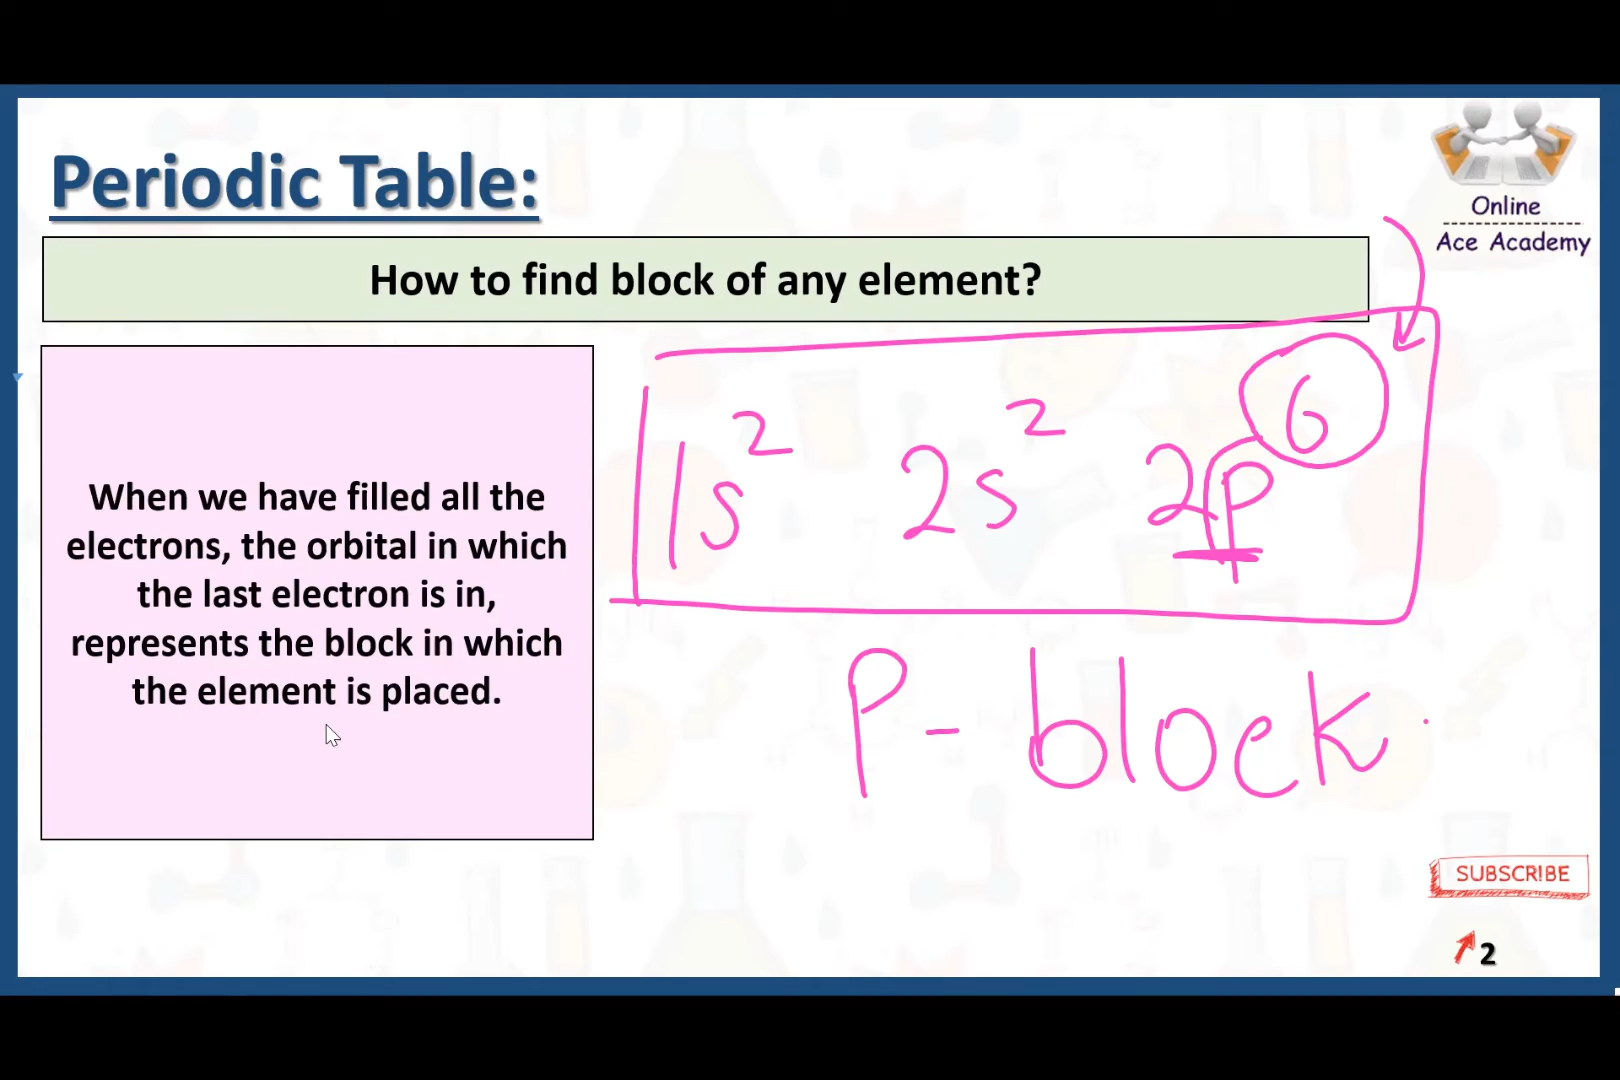 Online
Ace Academy
Periodic Table:
How to find block of any element?
When we have filled all the
electrons, the orbital in which
the last electron is in,
represents the block in which
the element is placed.
1s² 2s² 2p⁶
P-block
SUBSCRIBE
2